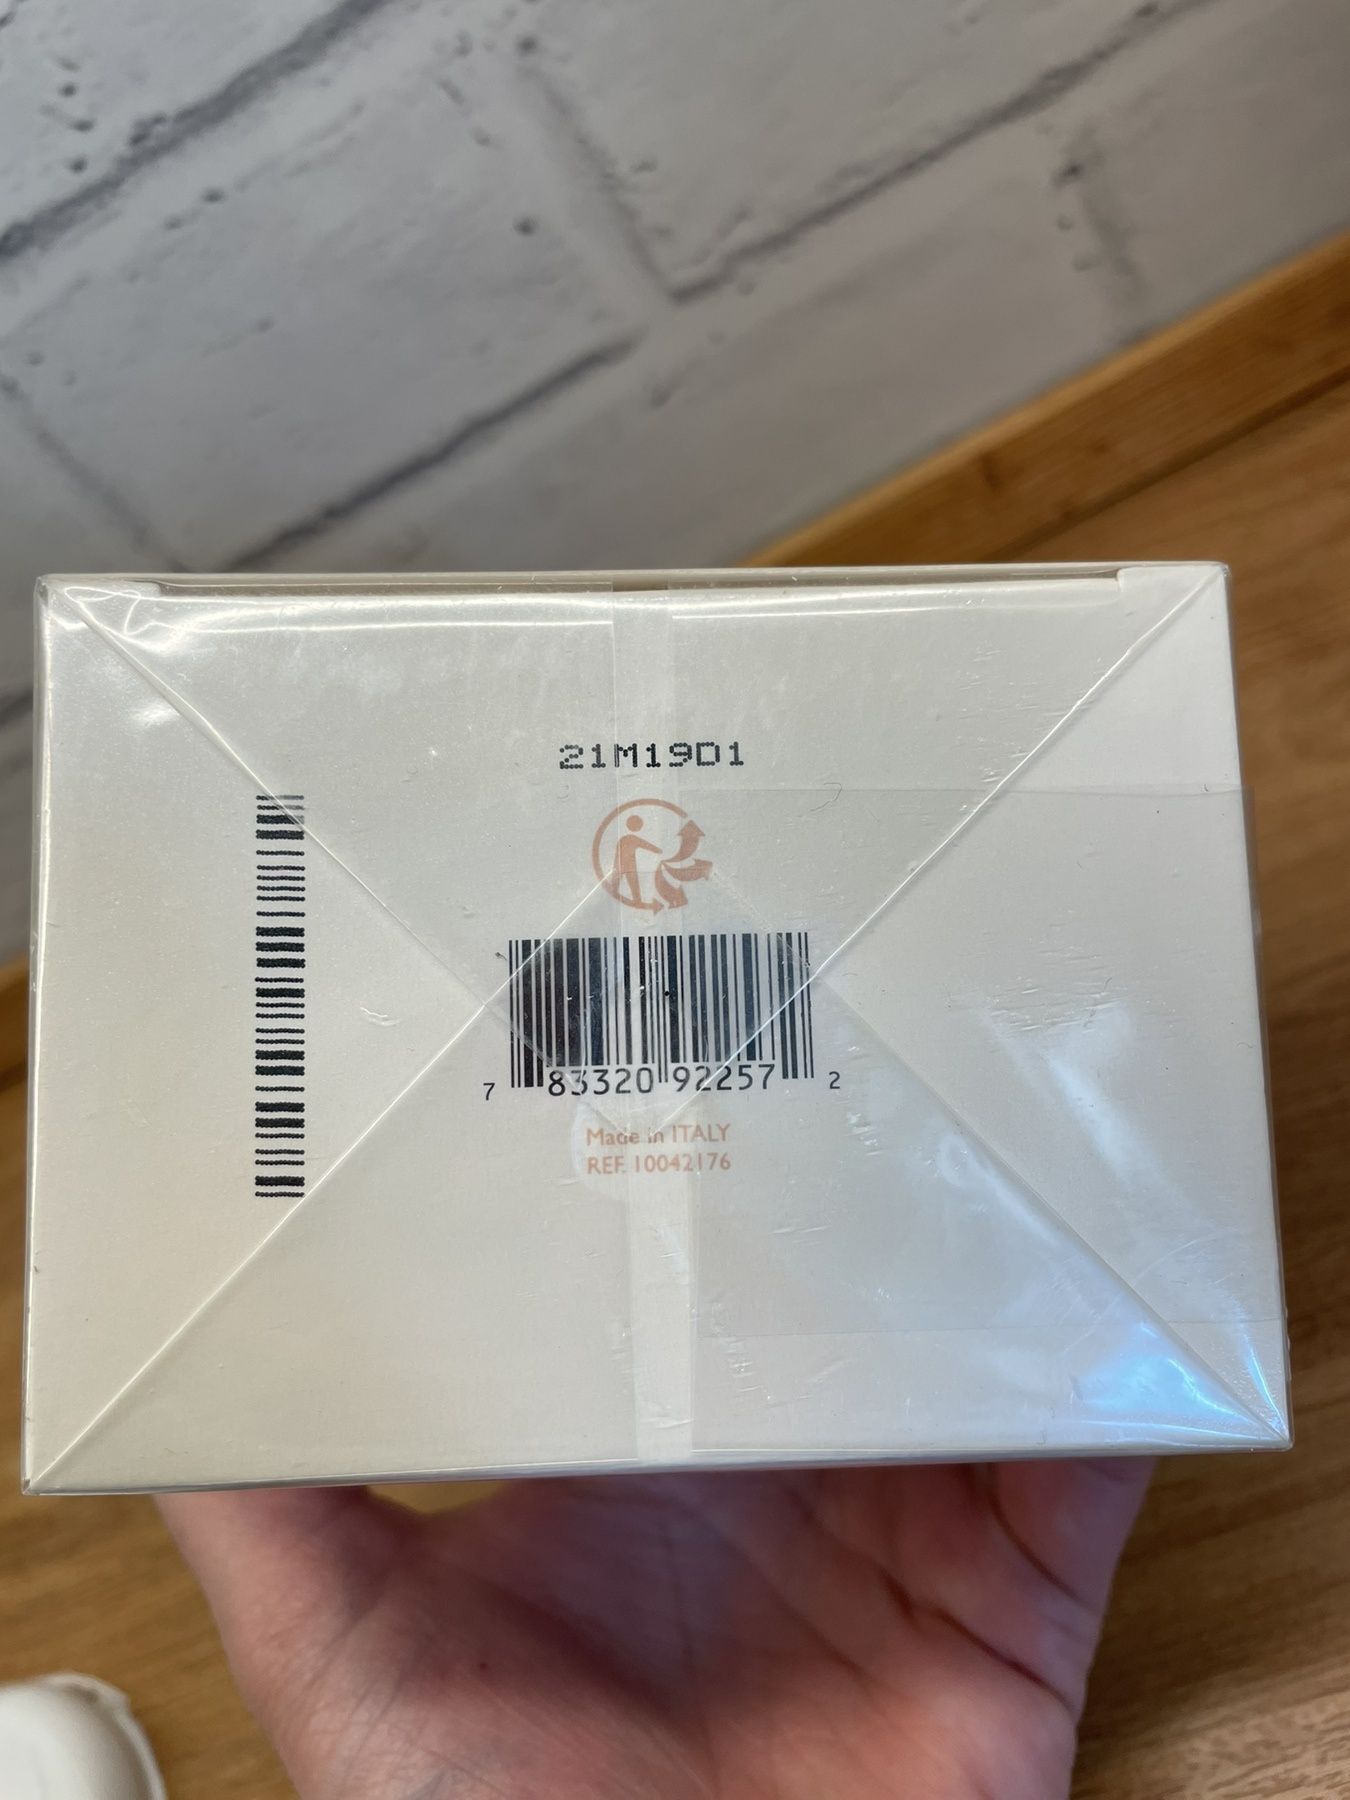 21M19D1
7 83320 92257 2
Made in ITALY
REF. 10042176